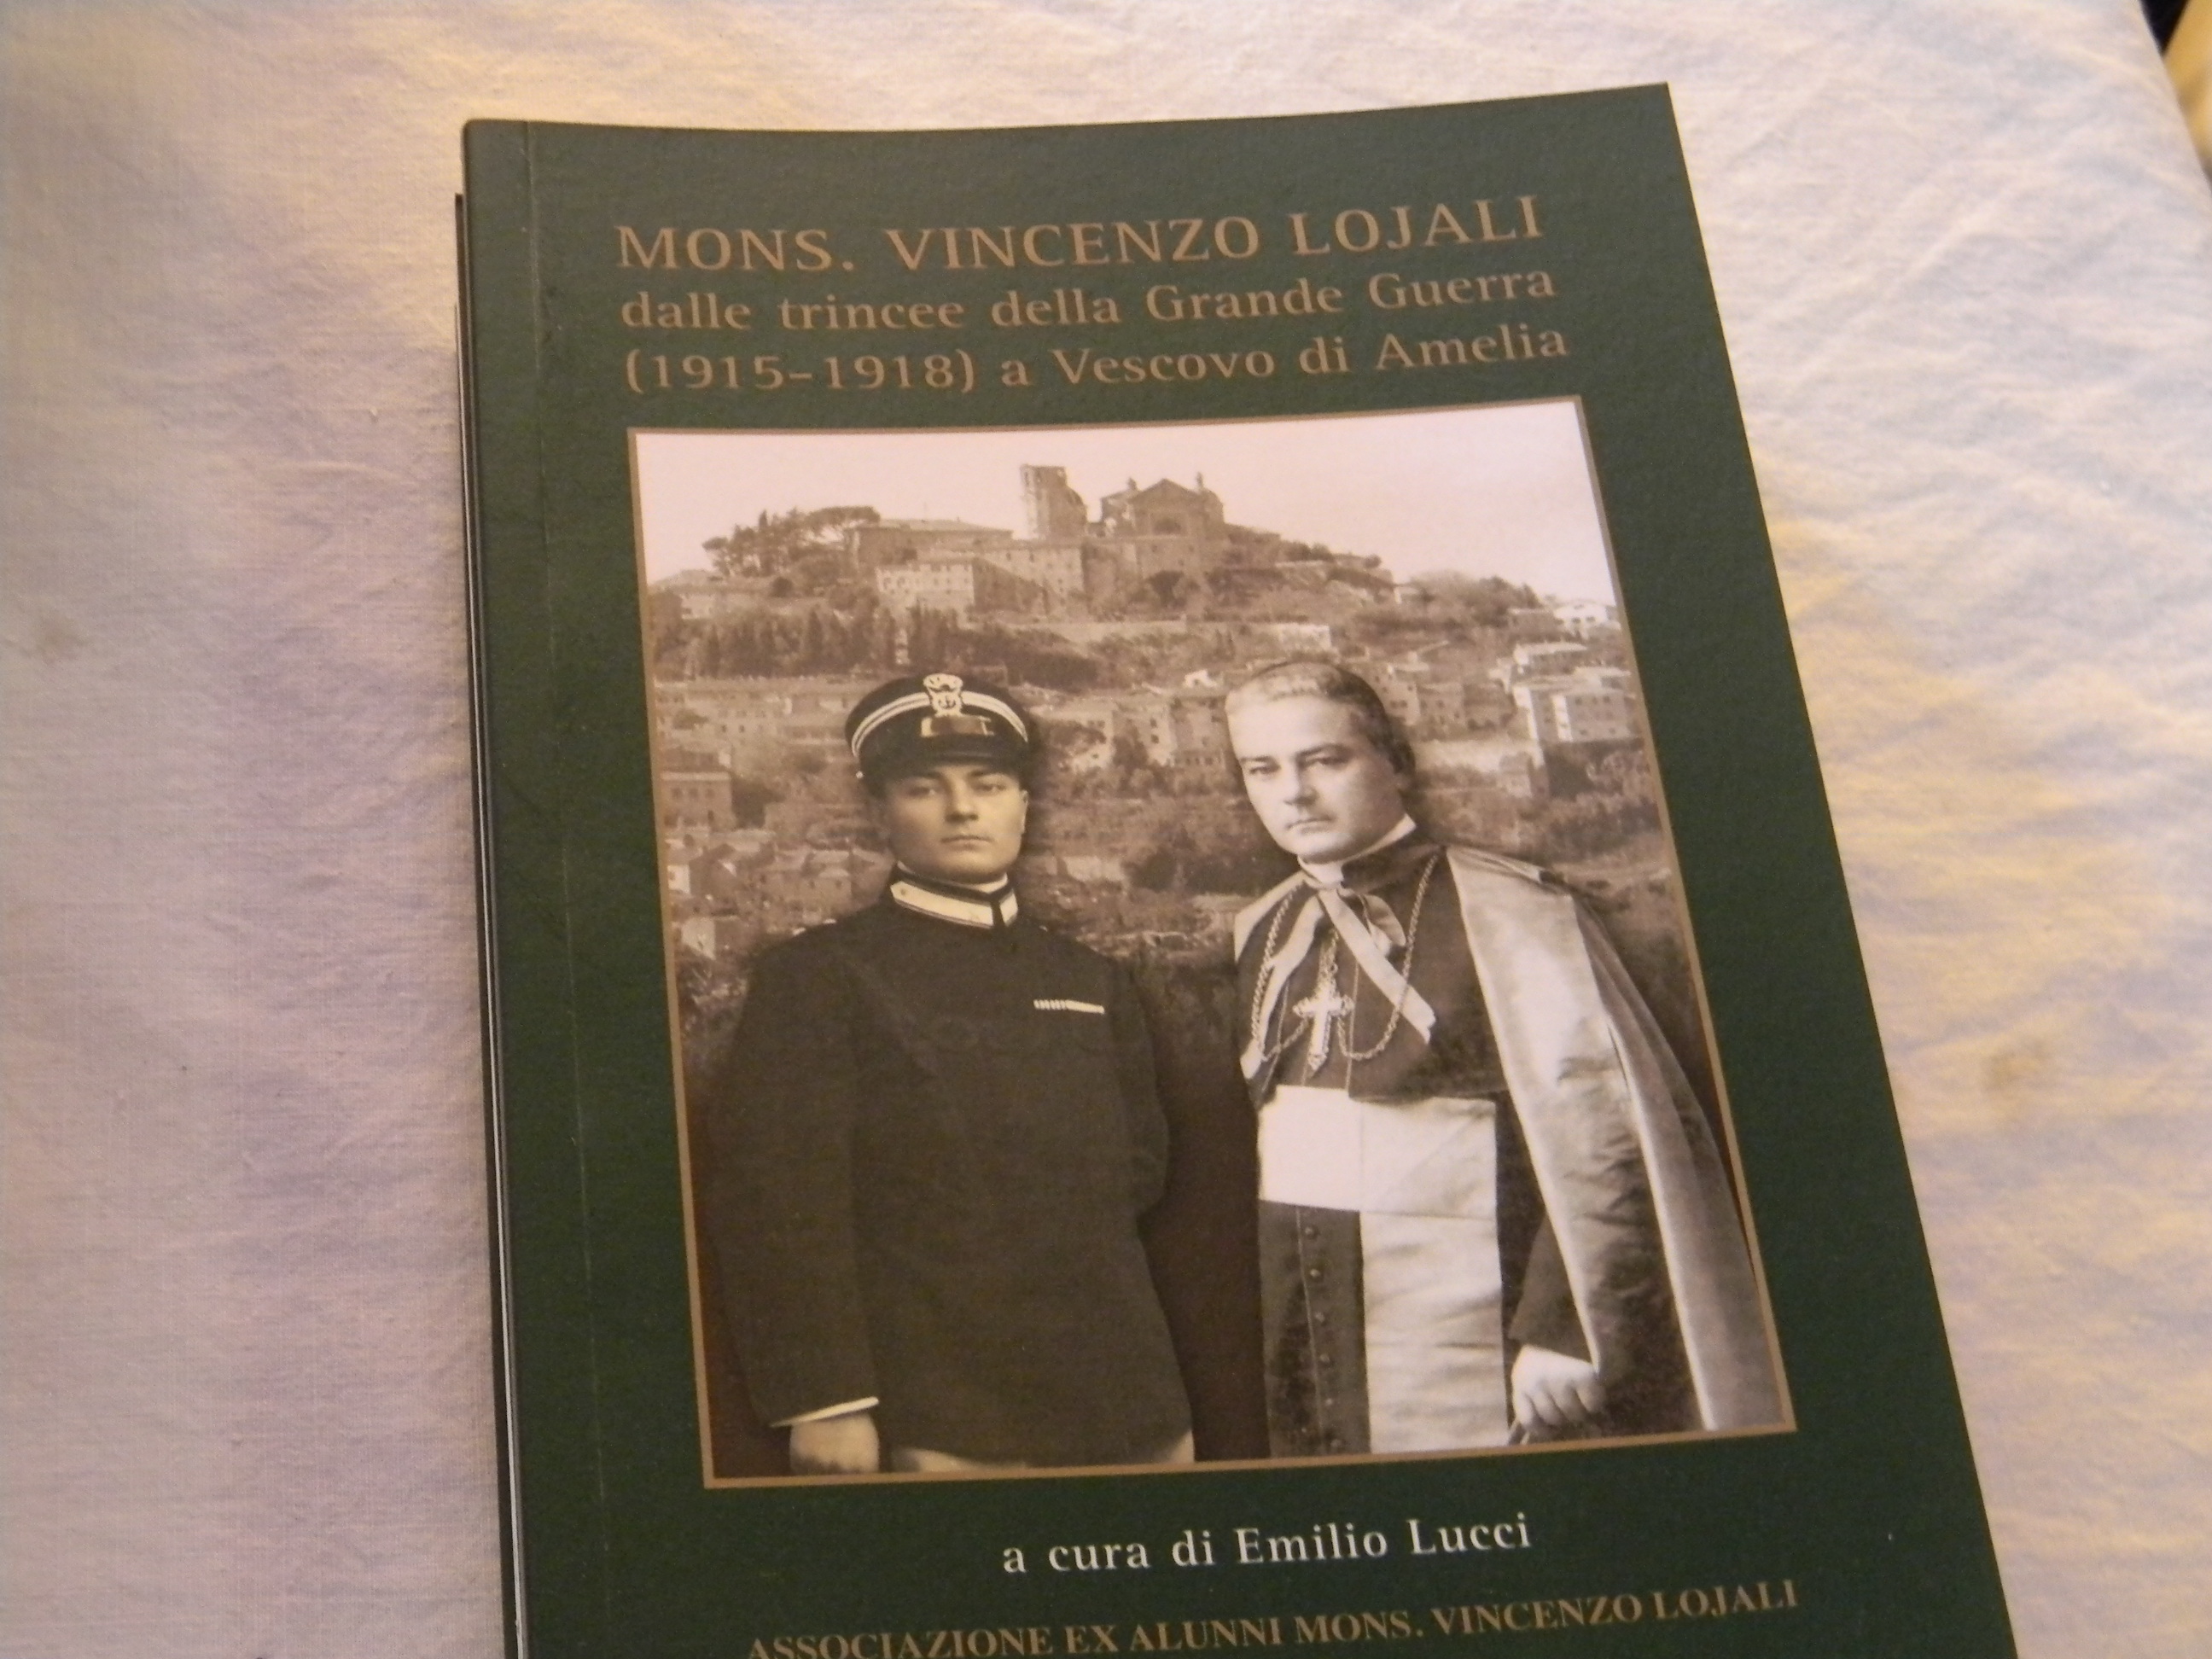 MONS. VINCENZO LOJALI
dalle trincee della Grande Guerra
(1915-1918) a Vescovo di Amelia
a cura di Emilio Lucci
ASSOCIAZIONE EX ALUNNI MONS. VINCENZO LOJALI